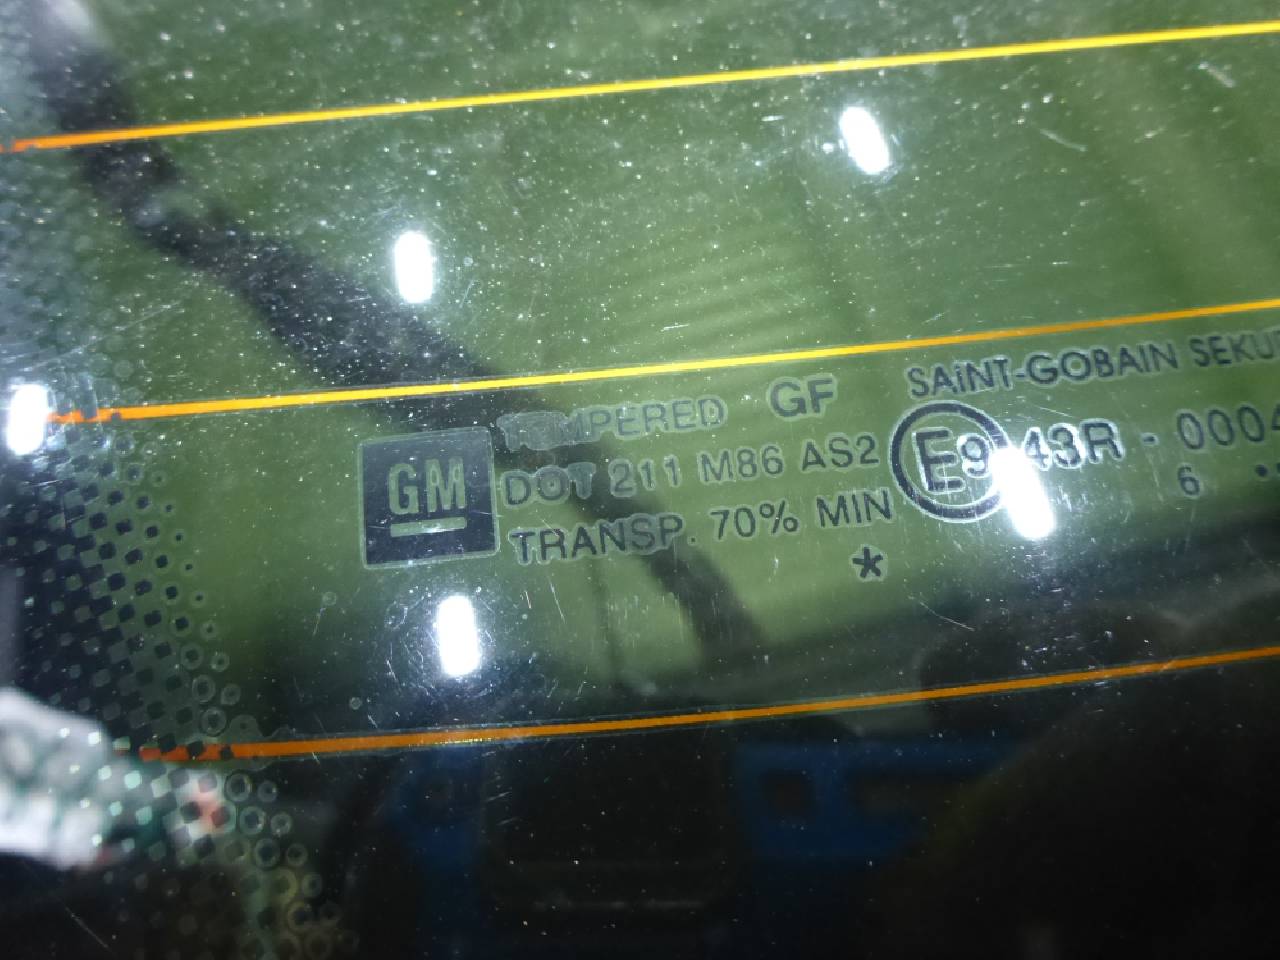 TEMPERED GF
GM DOT 211 M86 AS2
TRANSP. 70% MIN
*
SAiNT-GOBAIN SEKU
E9 43R - 0004
6